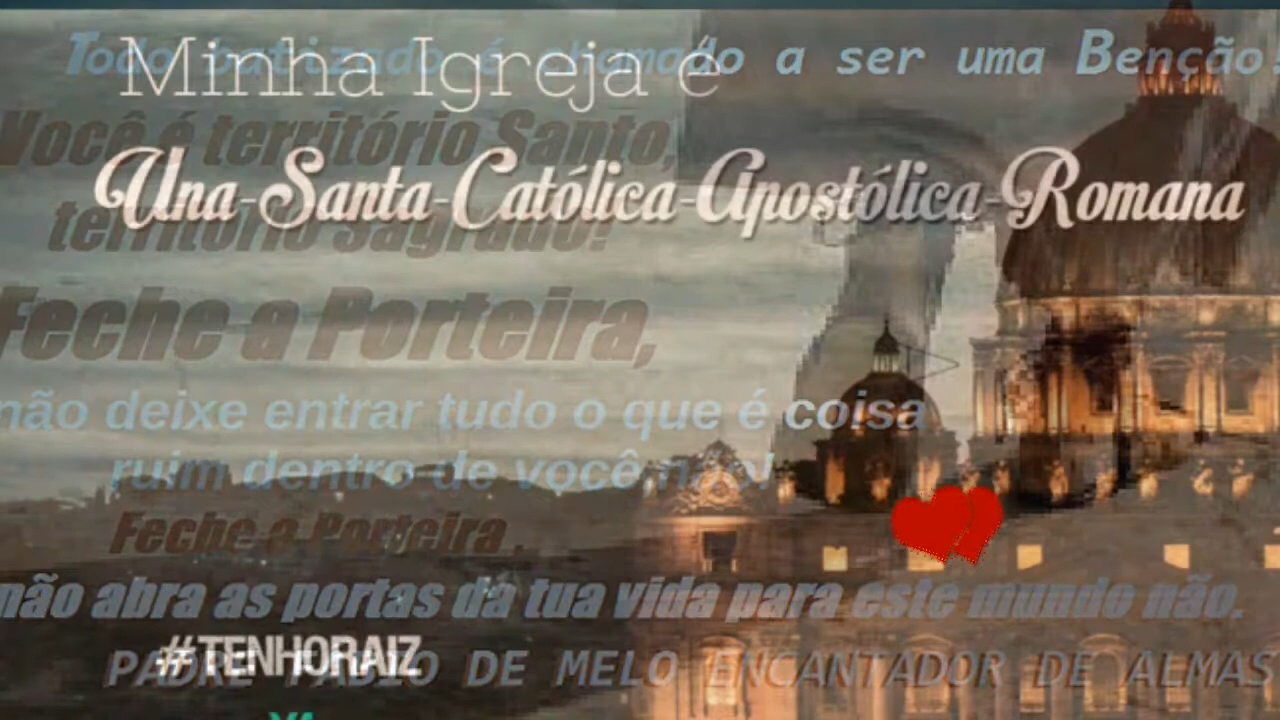 Todo batizado é chamado a ser uma Benção!
Minha Igreja é
Você é território Santo,
Una-Santa-Católica-Apostólica-Romana
território sagrado!
Feche a Porteira,
não deixe entrar tudo o que é coisa
ruim dentro de você não!
Feche a Porteira .
não abra as portas da tua vida para este mundo não.
#TENHORAIZ
PADRE FÁBIO DE MELO ENCANTADOR DE ALMAS